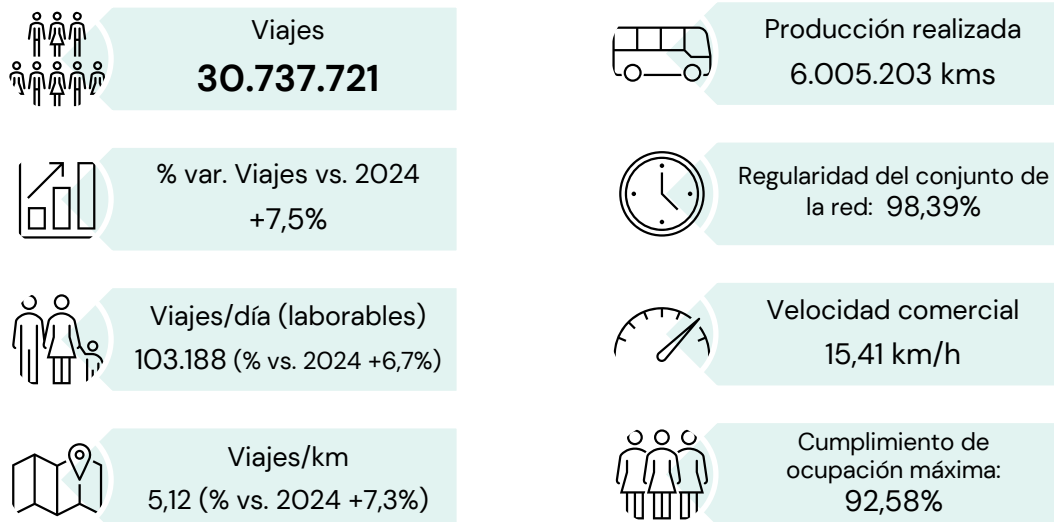 Viajes
30.737.721
% var. Viajes vs. 2024
+7,5%
Viajes/día (laborables)
103.188 (% vs. 2024 +6,7%)
Viajes/km
5,12 (% vs. 2024 +7,3%)
Producción realizada
6.005.203 kms
Regularidad del conjunto de
la red: 98,39%
Velocidad comercial
15,41 km/h
Cumplimiento de
ocupación máxima:
92,58%